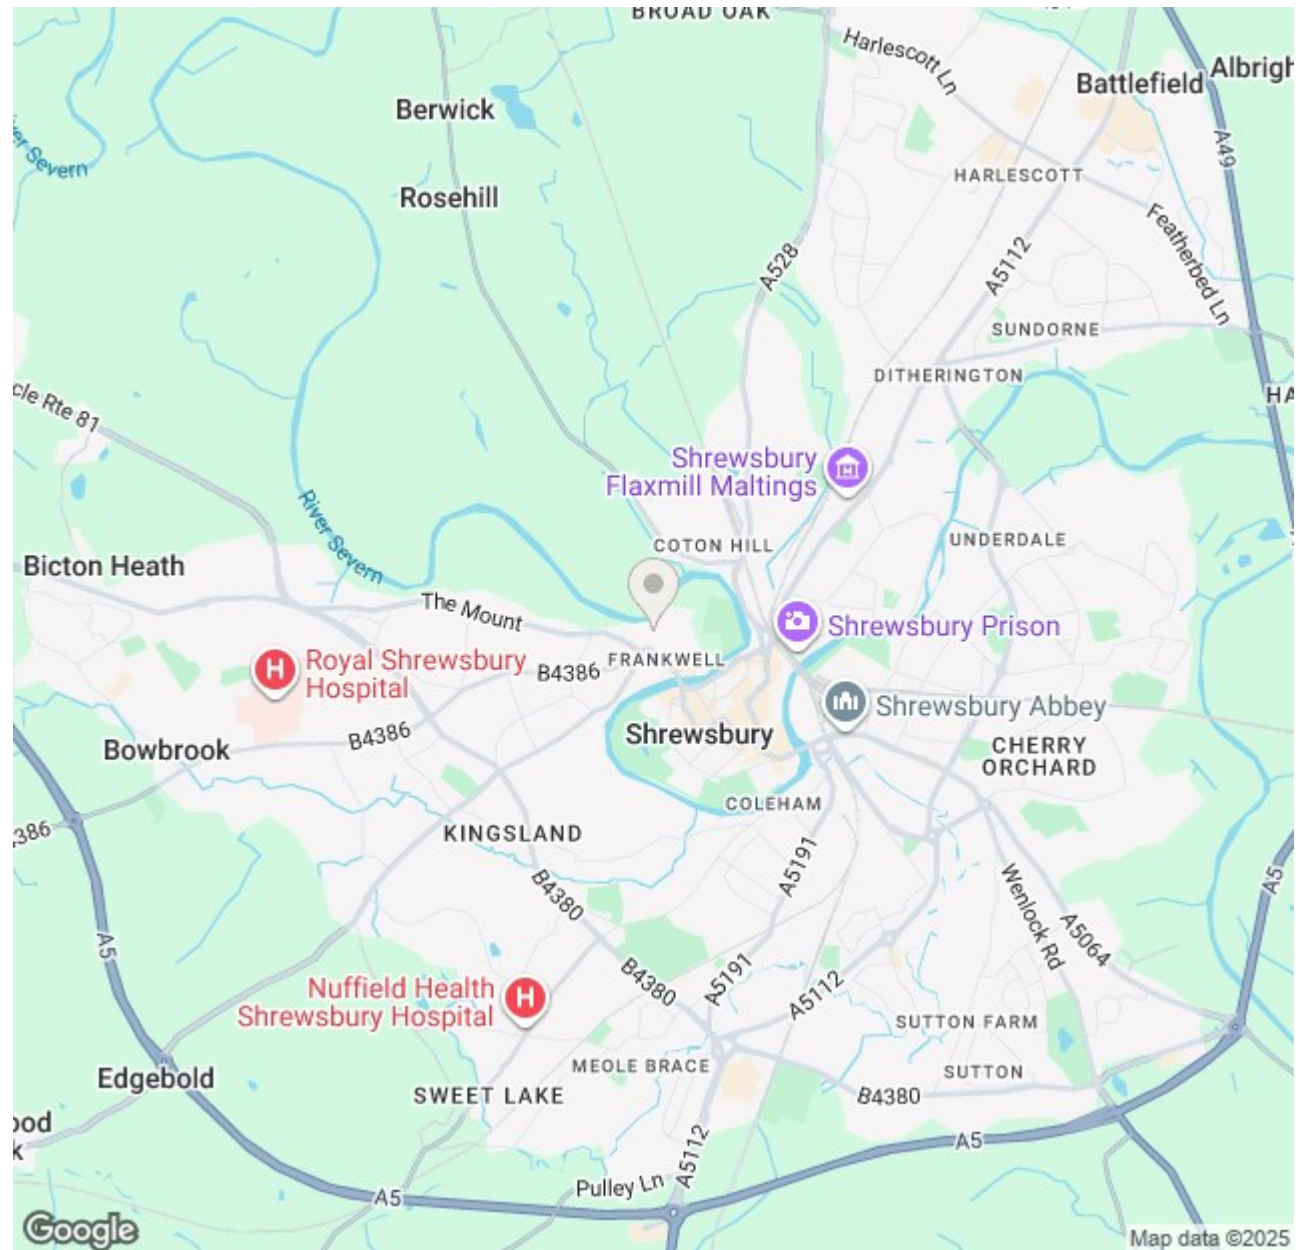 BROAD OAK
Harlescott Ln
Battlefield
Albrigh
Berwick
River Severn
A49
Rosehill
HARLESCOTT
Featherbed Ln
A528
A5112
SUNDORNE
DITHERINGTON
cle Rte 81
HA
Shrewsbury
Flaxmill Maltings
River Severn
COTON HILL
UNDERDALE
Bicton Heath
The Mount
Shrewsbury Prison
Royal Shrewsbury
Hospital
B4386
FRANKWELL
Shrewsbury Abbey
B4386
Shrewsbury
Bowbrook
CHERRY
ORCHARD
COLEHAM
4386
KINGSLAND
A5191
B4380
Wenlock Rd
A5
A5064
A5
B4380
A5191
A5112
Nuffield Health
Shrewsbury Hospital
SUTTON FARM
MEOLE BRACE
SUTTON
Edgebold
SWEET LAKE
B4380
ood
k
A5112
A5
Pulley Ln
A5
Google
Map data ©2025